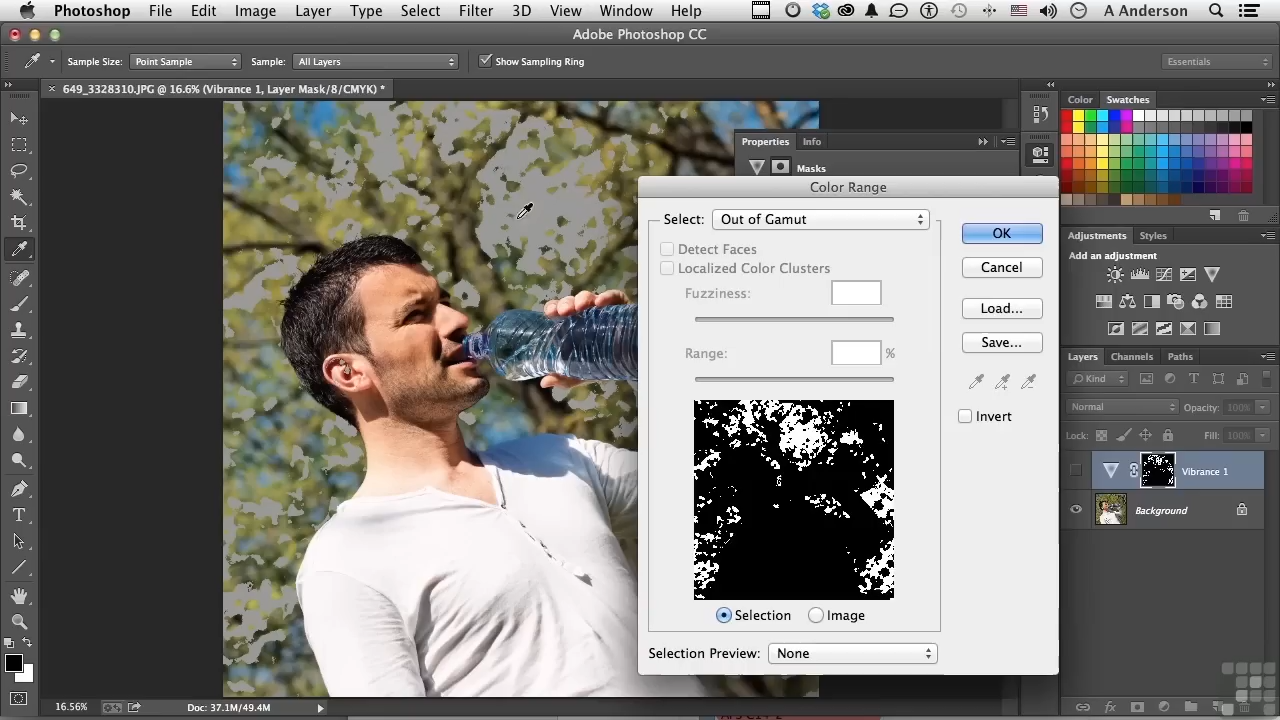 Photoshop File Edit Image Layer Type Select Filter 3D View Window Help A Anderson
Adobe Photoshop CC
Sample Size: Point Sample Sample: All Layers Show Sampling Ring Essentials
649_3328310.JPG @ 16.6% (Vibrance 1, Layer Mask/8/CMYK) *
Color Swatches
Properties Info
Masks
Color Range
Select: Out of Gamut
Detect Faces
Localized Color Clusters
Fuzziness:
Range: %
OK
Cancel
Load...
Save...
Invert
Selection Image
Selection Preview: None
Adjustments Styles
Add an adjustment
Layers Channels Paths
Kind
Normal Opacity: 100%
Lock: Fill: 100%
Vibrance 1
Background
16.56% Doc: 37.1M/49.4M